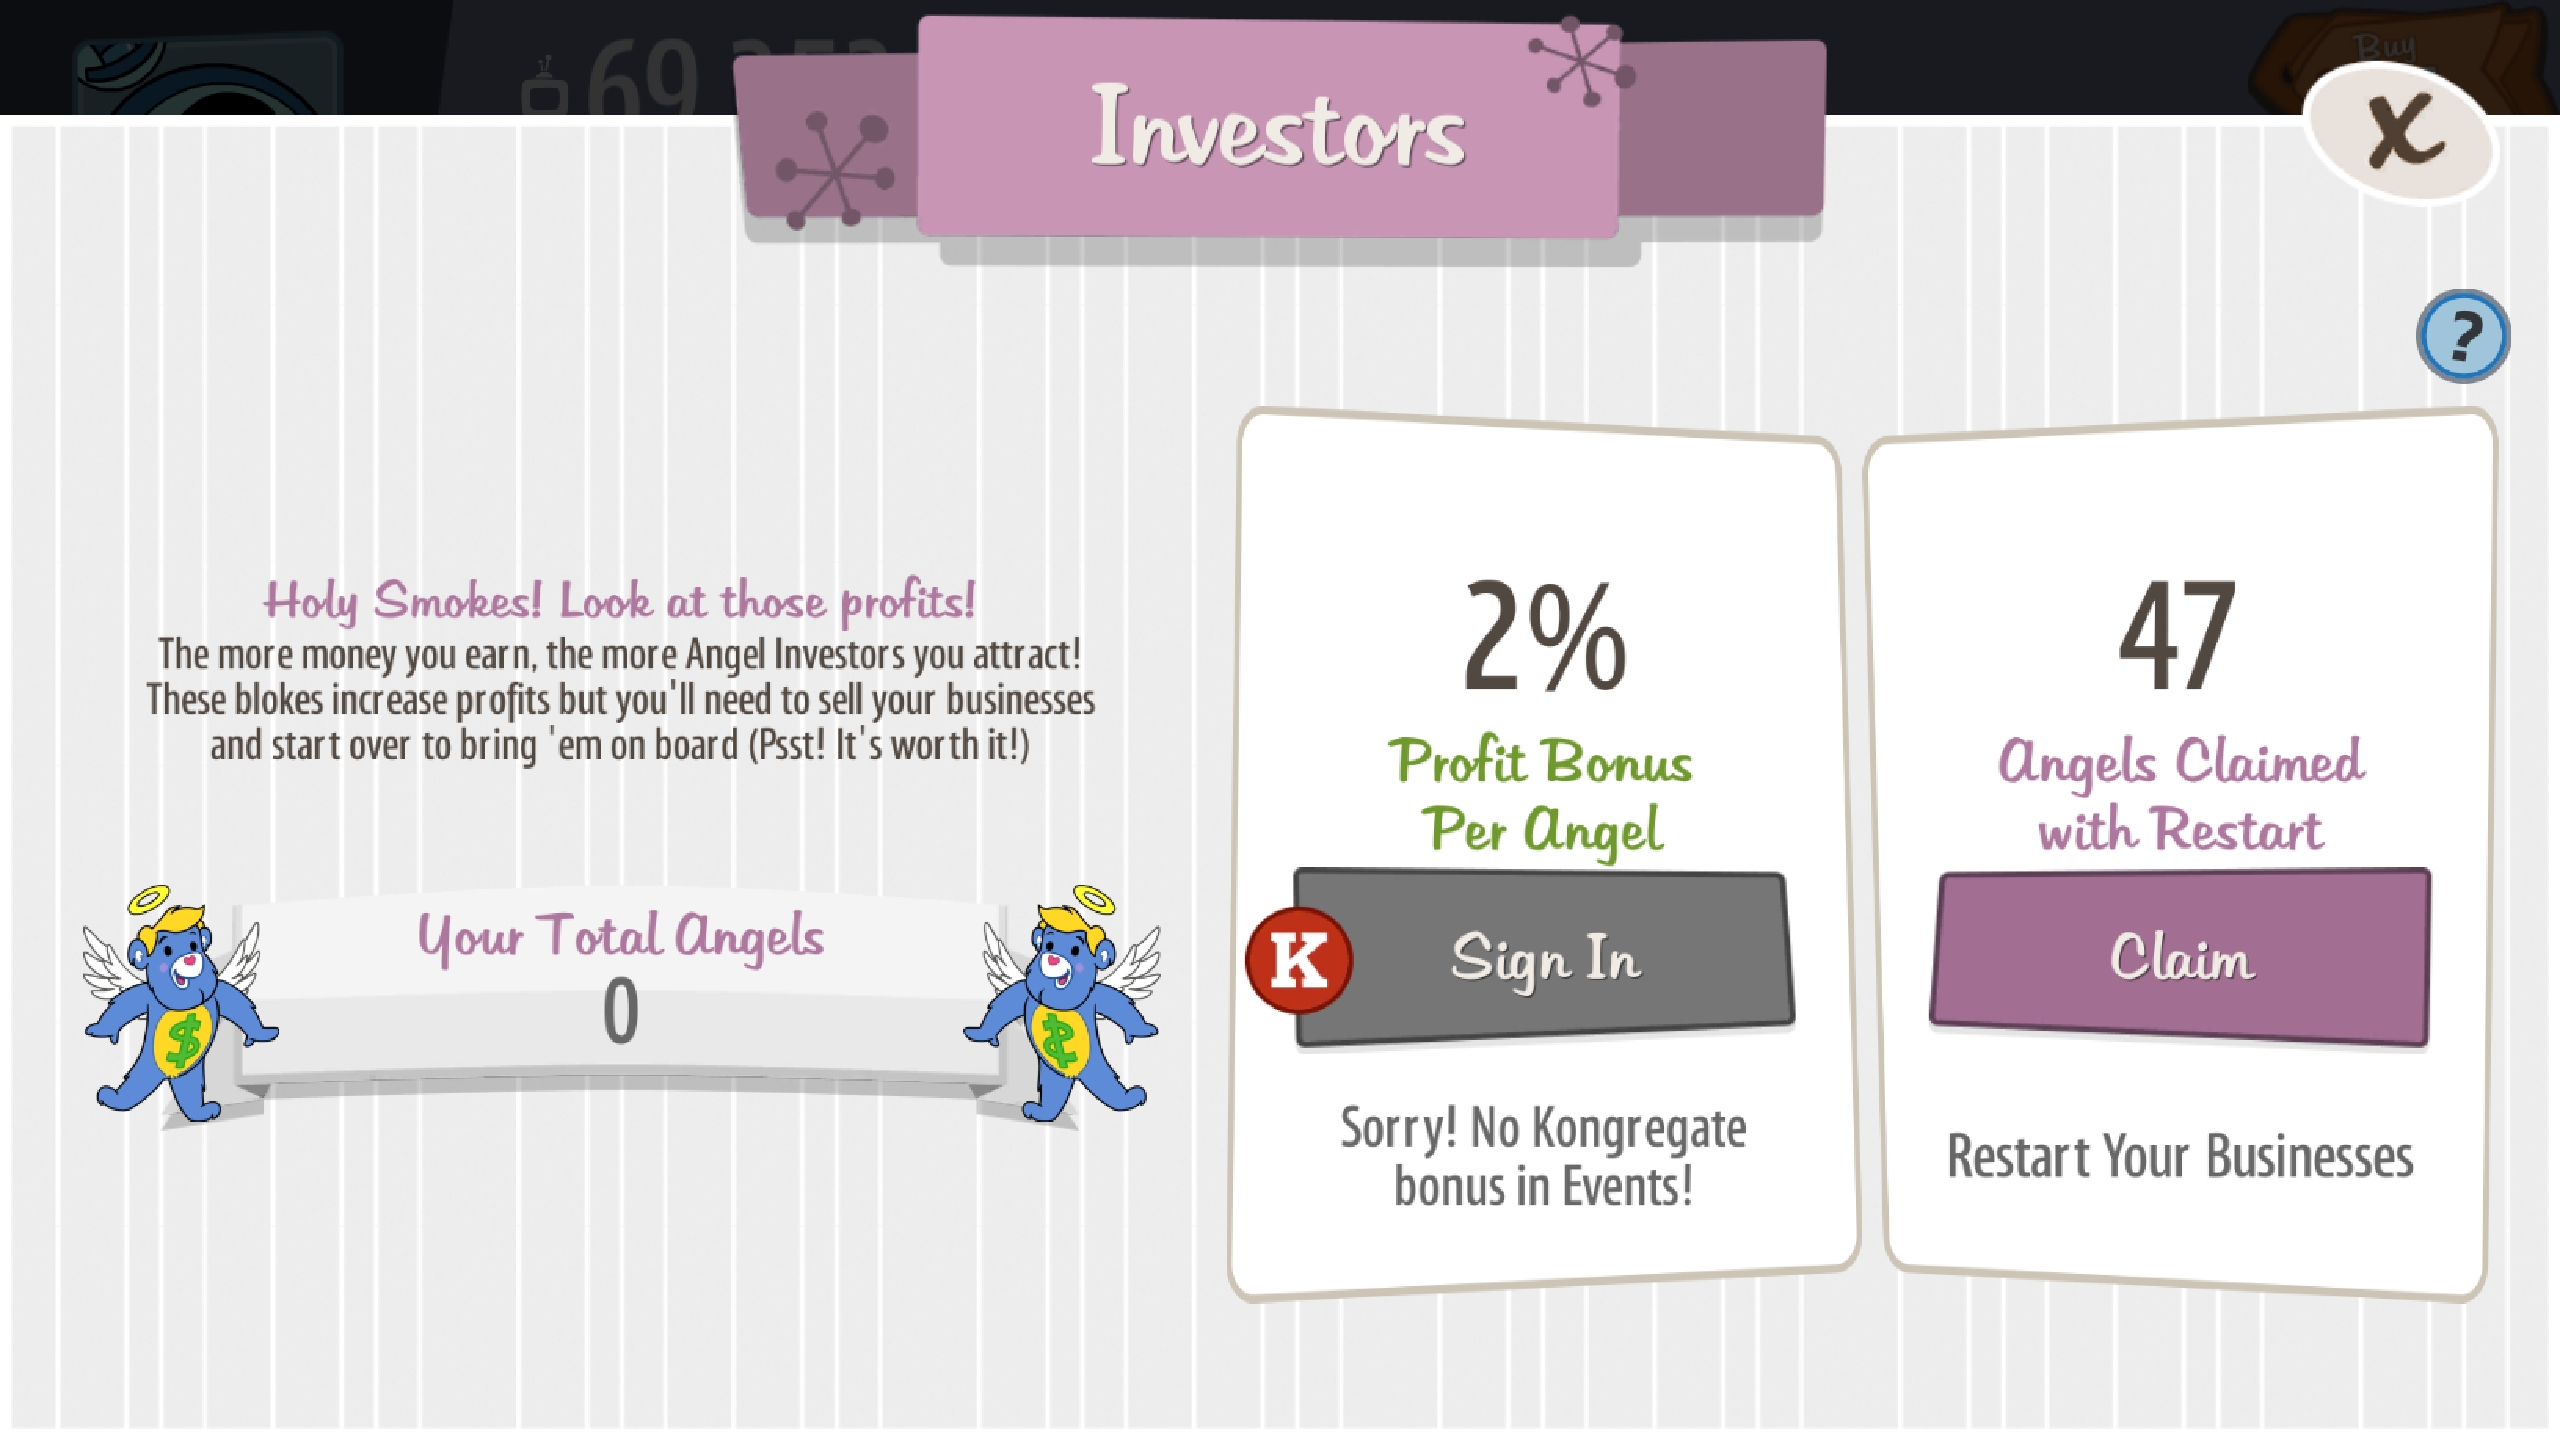 69
Buy
Investors
X
?
Holy Smokes! Look at those profits!
The more money you earn, the more Angel Investors you attract!
These blokes increase profits but you'll need to sell your businesses
and start over to bring 'em on board (Psst! It's worth it!)
Your Total Angels
0
2%
Profit Bonus
Per Angel
K
Sign In
Sorry! No Kongregate
bonus in Events!
47
Angels Claimed
with Restart
Claim
Restart Your Businesses